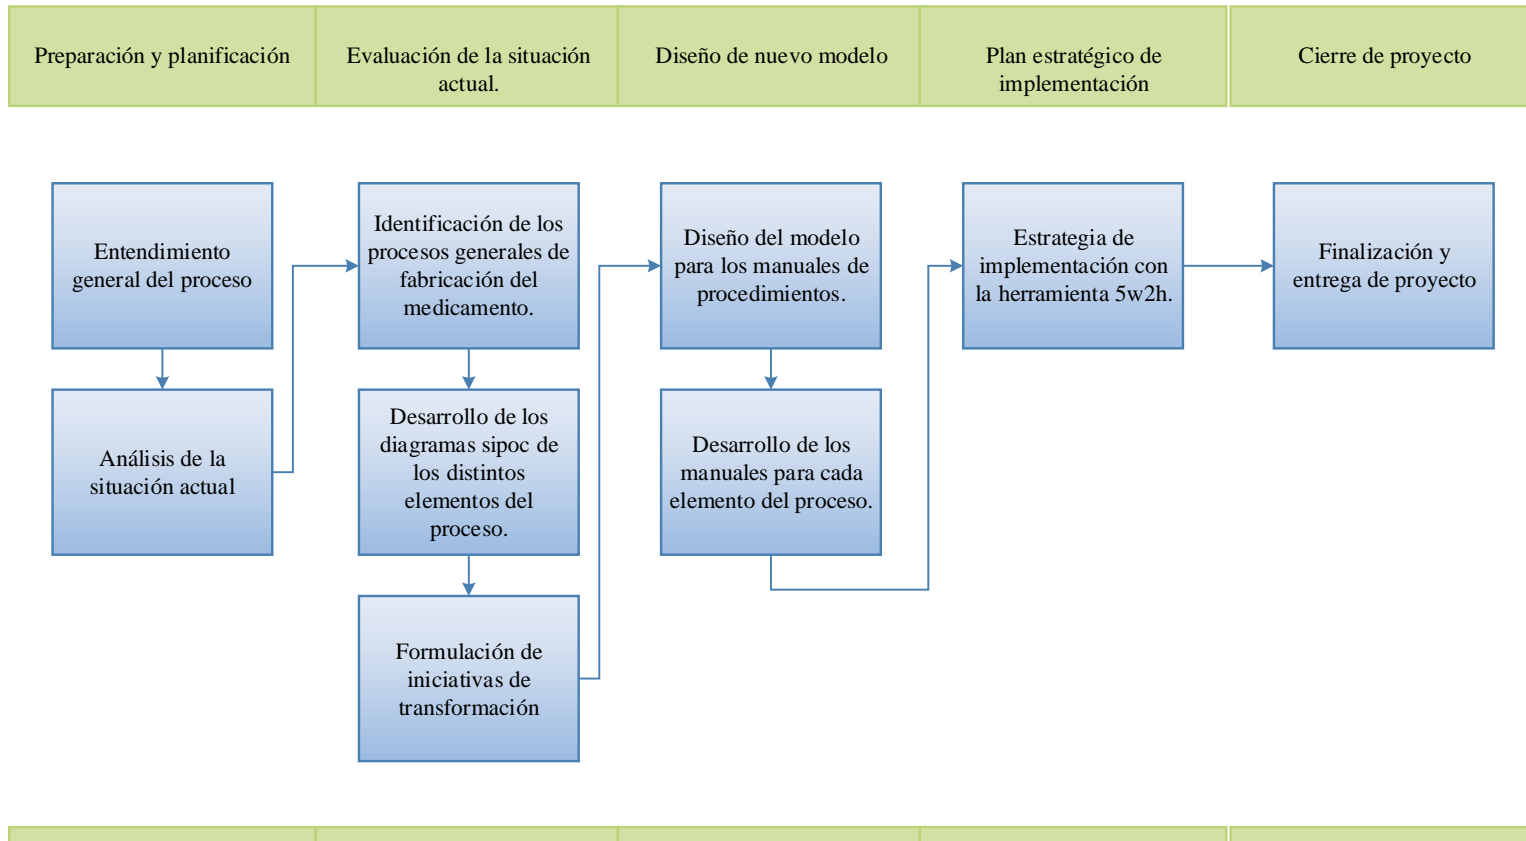 Preparación y planificación
Evaluación de la situación
actual.
Diseño de nuevo modelo
Plan estratégico de
implementación
Cierre de proyecto
Entendimiento
general del proceso
Análisis de la
situación actual
Identificación de los
procesos generales de
fabricación del
medicamento.
Desarrollo de los
diagramas sipoc de
los distintos
elementos del
proceso.
Formulación de
iniciativas de
transformación
Diseño del modelo
para los manuales de
procedimientos.
Desarrollo de los
manuales para cada
elemento del proceso.
Estrategia de
implementación con
la herramienta 5w2h.
Finalización y
entrega de proyecto